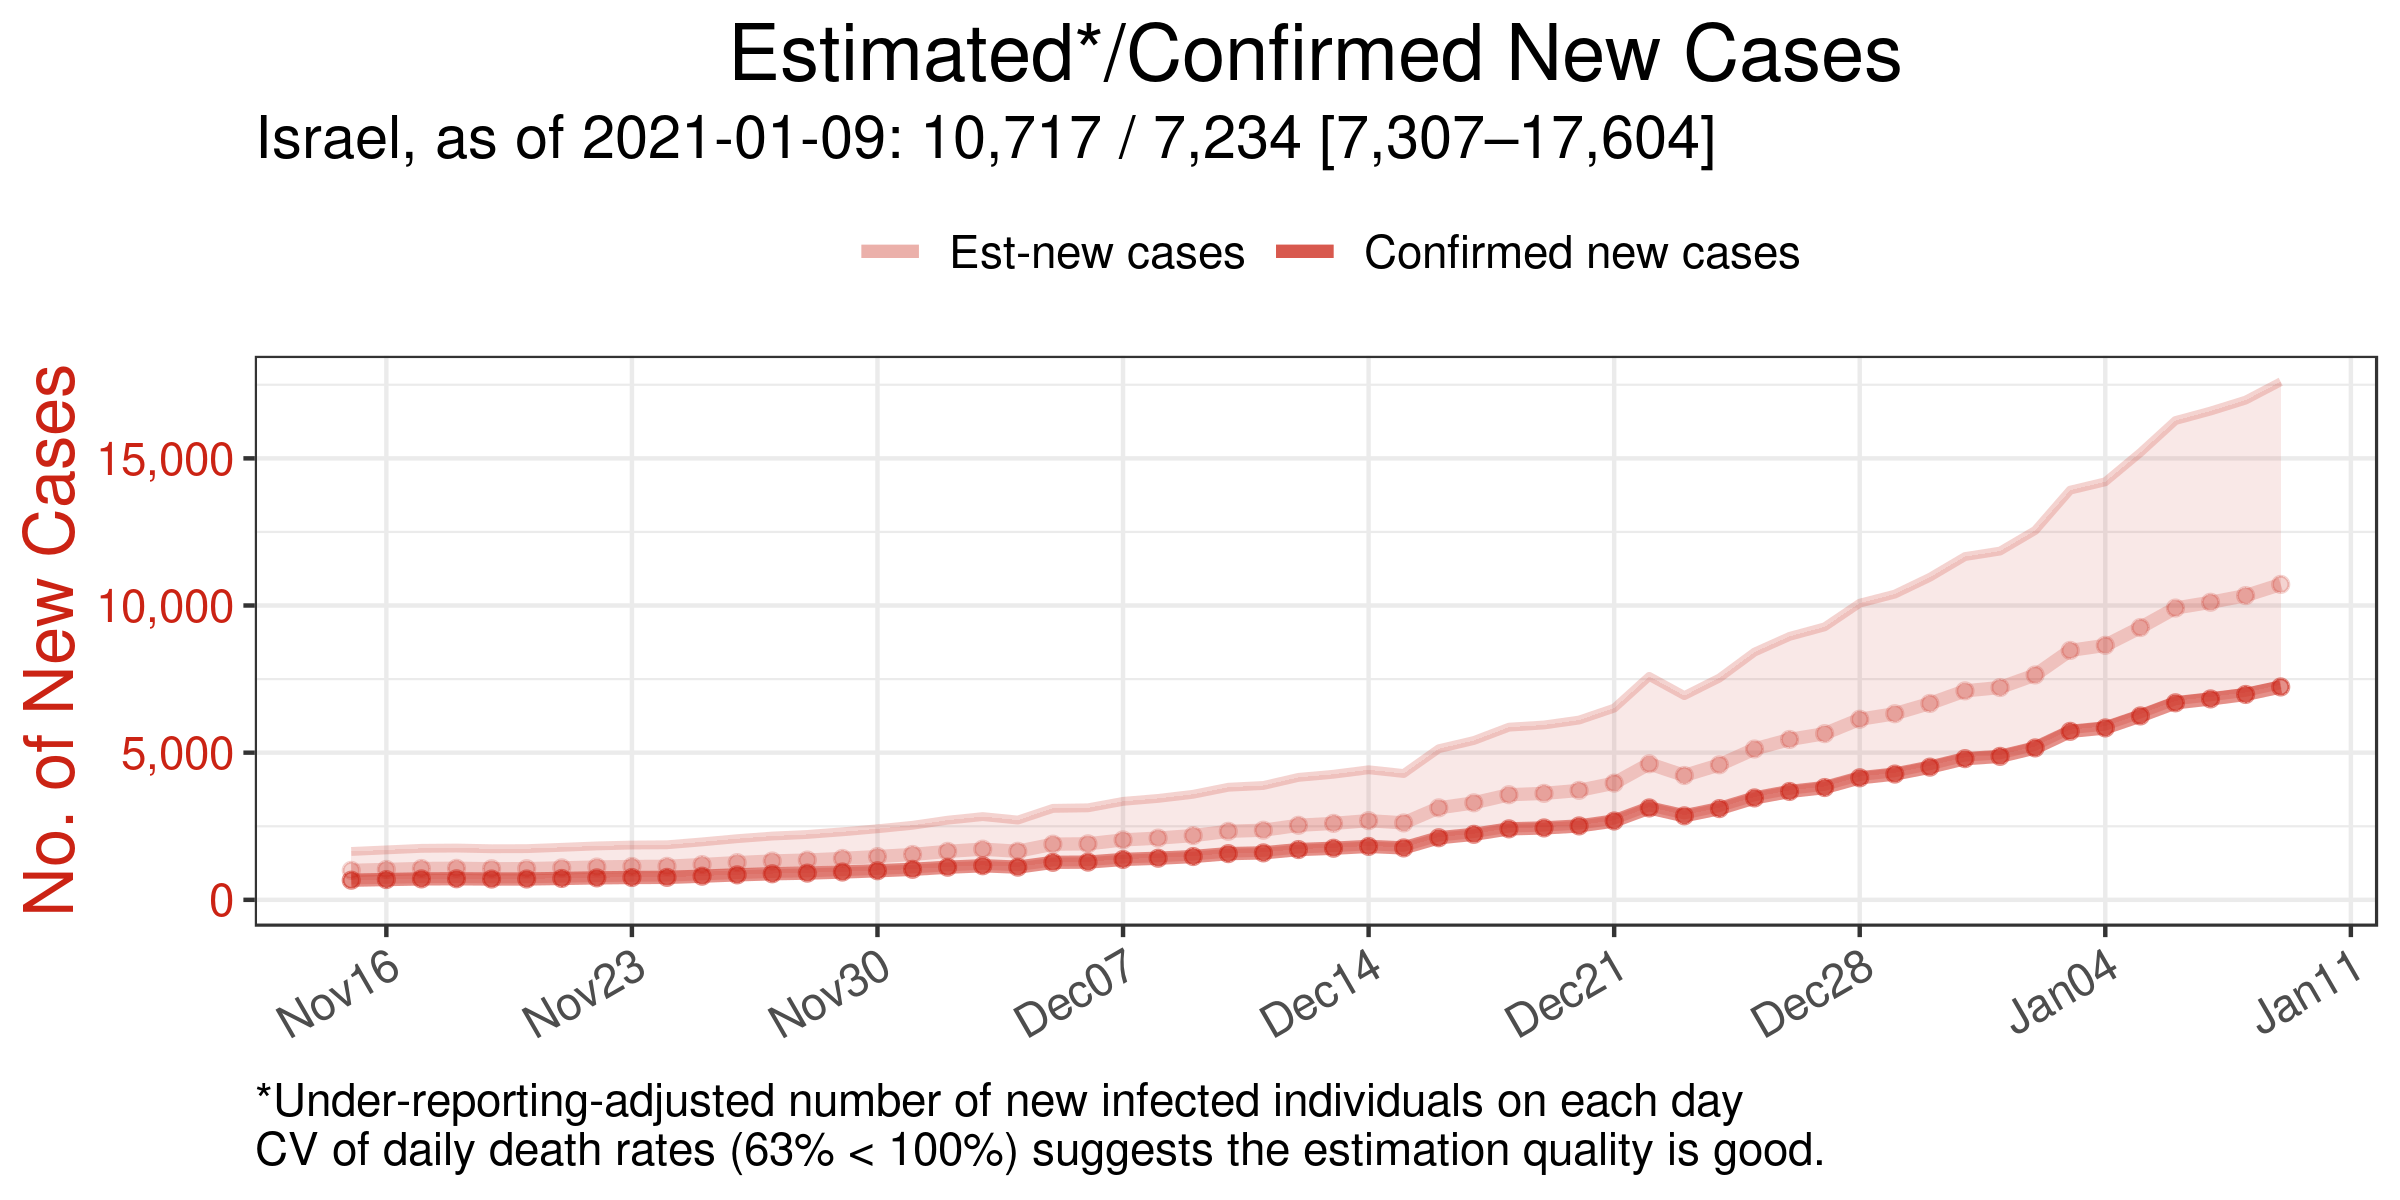 Estimated*/Confirmed New Cases
Israel, as of 2021-01-09: 10,717 / 7,234 [7,307–17,604]
Est-new cases
Confirmed new cases
No. of New Cases
15,000
10,000
5,000
0
Nov16
Nov23
Nov30
Dec07
Dec14
Dec21
Dec28
Jan04
Jan11
*Under-reporting-adjusted number of new infected individuals on each day
CV of daily death rates (63% < 100%) suggests the estimation quality is good.